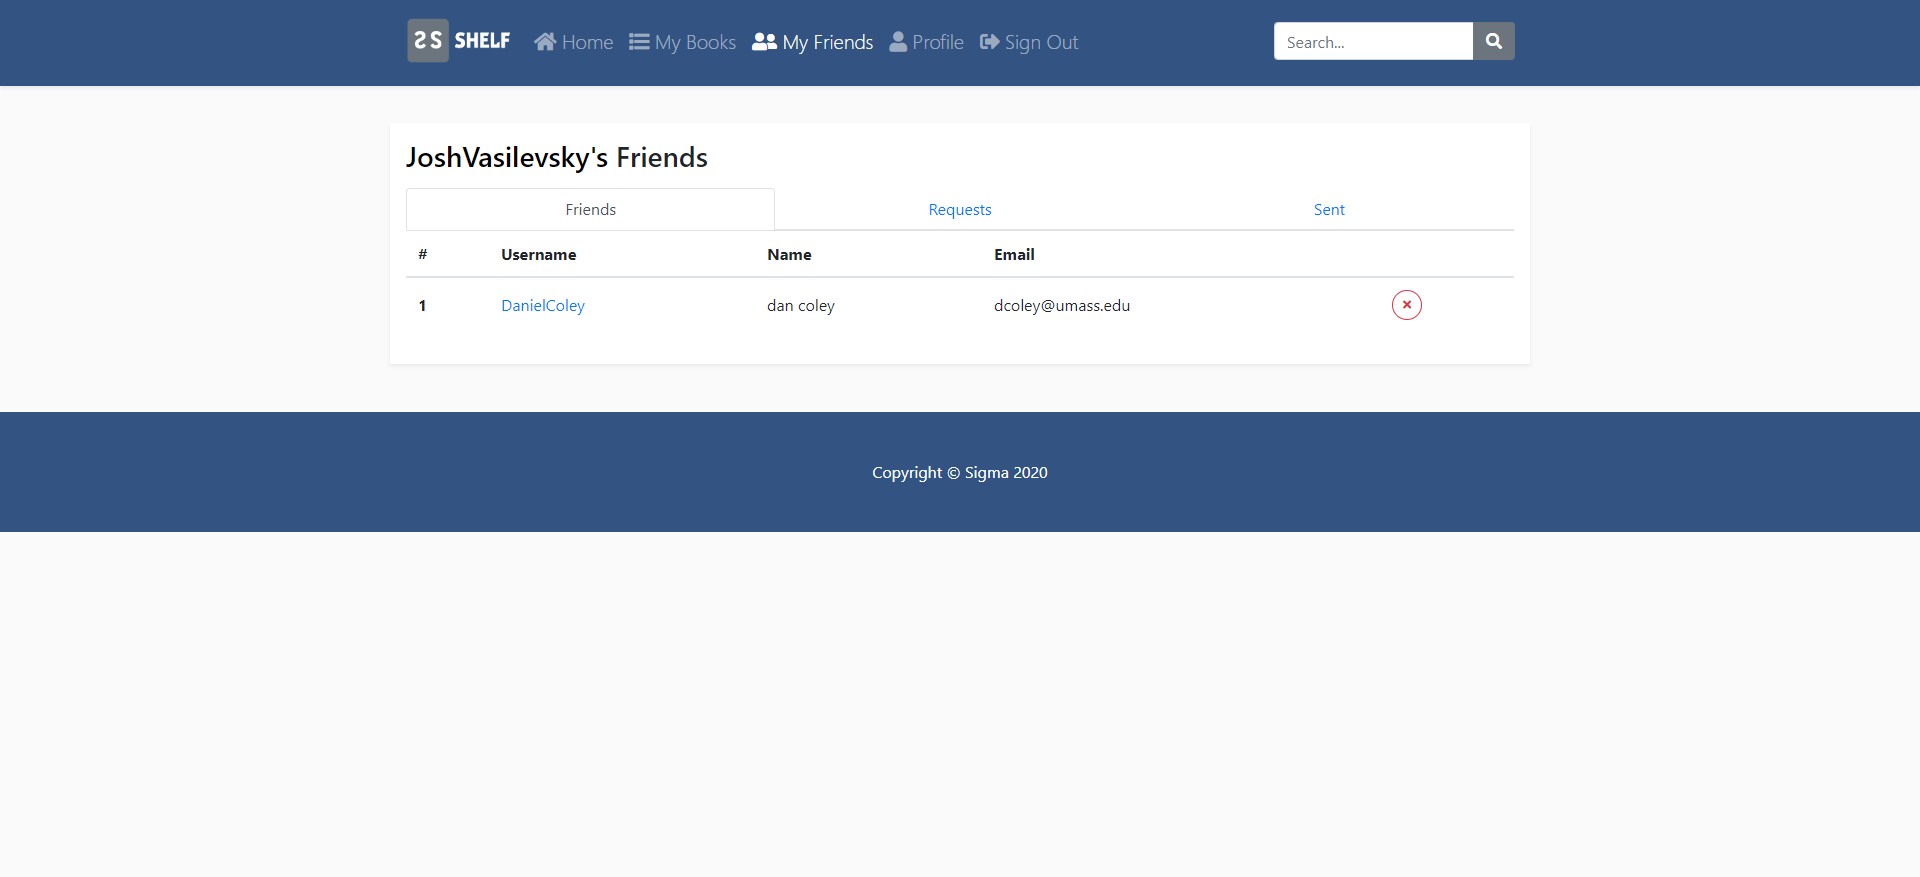 SS SHELF Home My Books My Friends Profile Sign Out Search...
JoshVasilevsky's Friends
Friends Requests Sent
# Username Name Email
1 DanielColey dan coley dcoley@umass.edu
Copyright © Sigma 2020